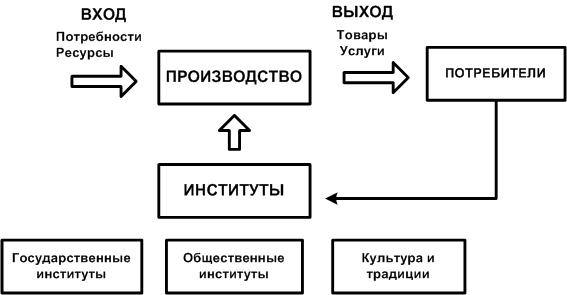 ВХОД
Потребности
Ресурсы
ВЫХОД
Товары
Услуги
ПРОИЗВОДСТВО
ПОТРЕБИТЕЛИ
ИНСТИТУТЫ
Государственные
институты
Общественные
институты
Культура и
традиции